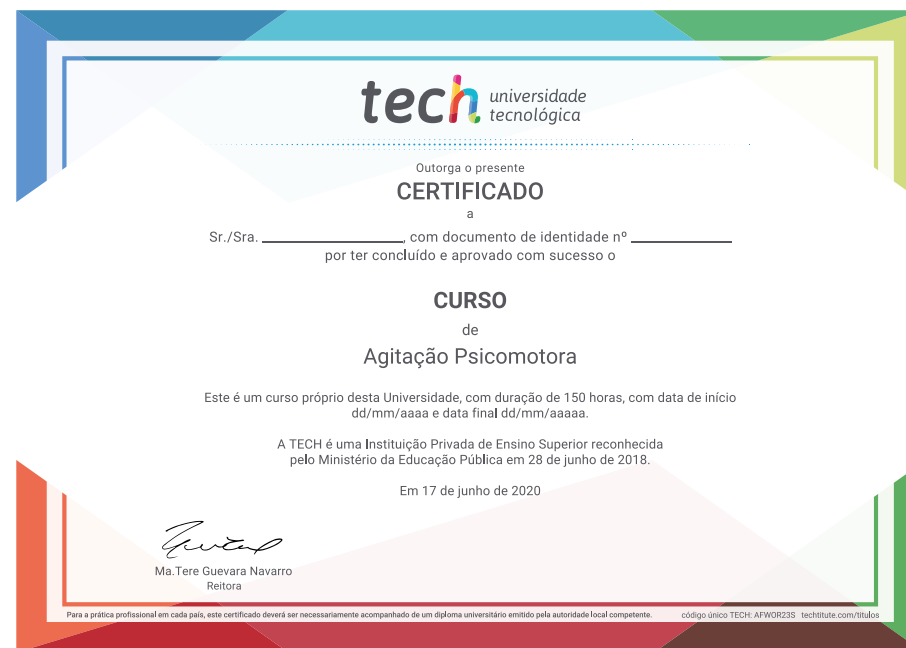 tech universidade
tecnológica
Outorga o presente
CERTIFICADO
a
Sr./Sra. ____________, com documento de identidade nº ____________
por ter concluído e aprovado com sucesso o
CURSO
de
Agitação Psicomotora
Este é um curso próprio desta Universidade, com duração de 150 horas, com data de início
dd/mm/aaaa e data final dd/mm/aaaaa.
A TECH é uma Instituição Privada de Ensino Superior reconhecida
pelo Ministério da Educação Pública em 28 de junho de 2018.
Em 17 de junho de 2020
Ma.Tere Guevara Navarro
Reitora
Para a prática profissional em cada país, este certificado deverá ser necessariamente acompanhado de um diploma universitário emitido pela autoridade local competente. código único TECH: AFWOR23S techtitute.com/titulos